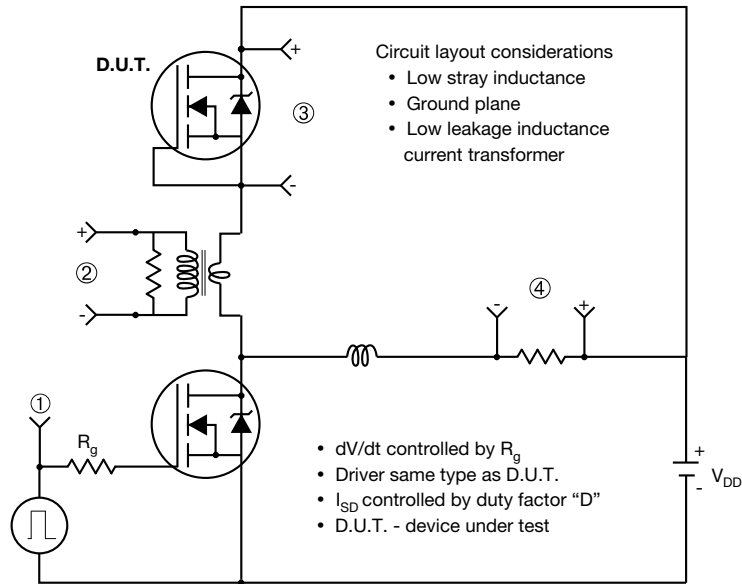 D.U.T.
+
③
-
Circuit layout considerations
• Low stray inductance
• Ground plane
• Low leakage inductance
current transformer
+
②
-
-
④
+
①
Rg
• dV/dt controlled by Rg
• Driver same type as D.U.T.
• ISD controlled by duty factor “D”
• D.U.T. - device under test
+
VDD
-